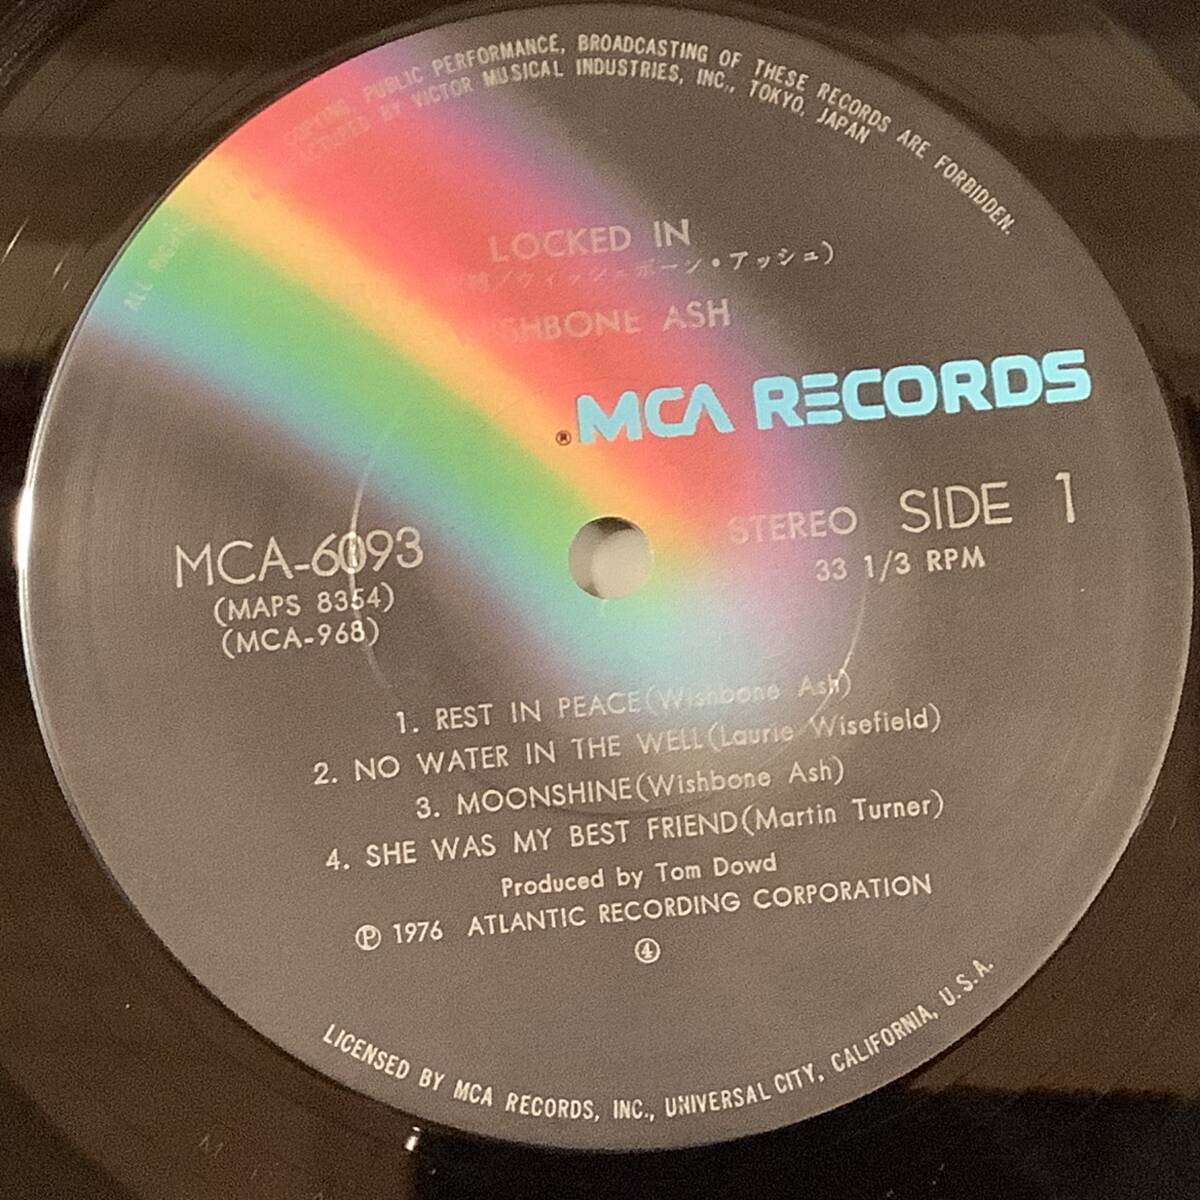 ALL RIGHTS COPYING, PUBLIC PERFORMANCE, BROADCASTING OF THESE RECORDS ARE FORBIDDEN.
BY VICTOR MUSICAL INDUSTRIES, INC., TOKYO, JAPAN
LOCKED IN
/ウィッシュボーン・アッシュ)
WISHBONE ASH
® MCA RECORDS
STEREO SIDE 1
33 1/3 RPM
MCA-6093
(MAPS 8354)
(MCA-968)
1. REST IN PEACE(Wishbone Ash)
2. NO WATER IN THE WELL(Laurie Wisefield)
3. MOONSHINE(Wishbone Ash)
4. SHE WAS MY BEST FRIEND(Martin Turner)
Produced by Tom Dowd
Ⓟ 1976 ATLANTIC RECORDING CORPORATION
④
LICENSED BY MCA RECORDS, INC., UNIVERSAL CITY, CALIFORNIA, U.S.A.